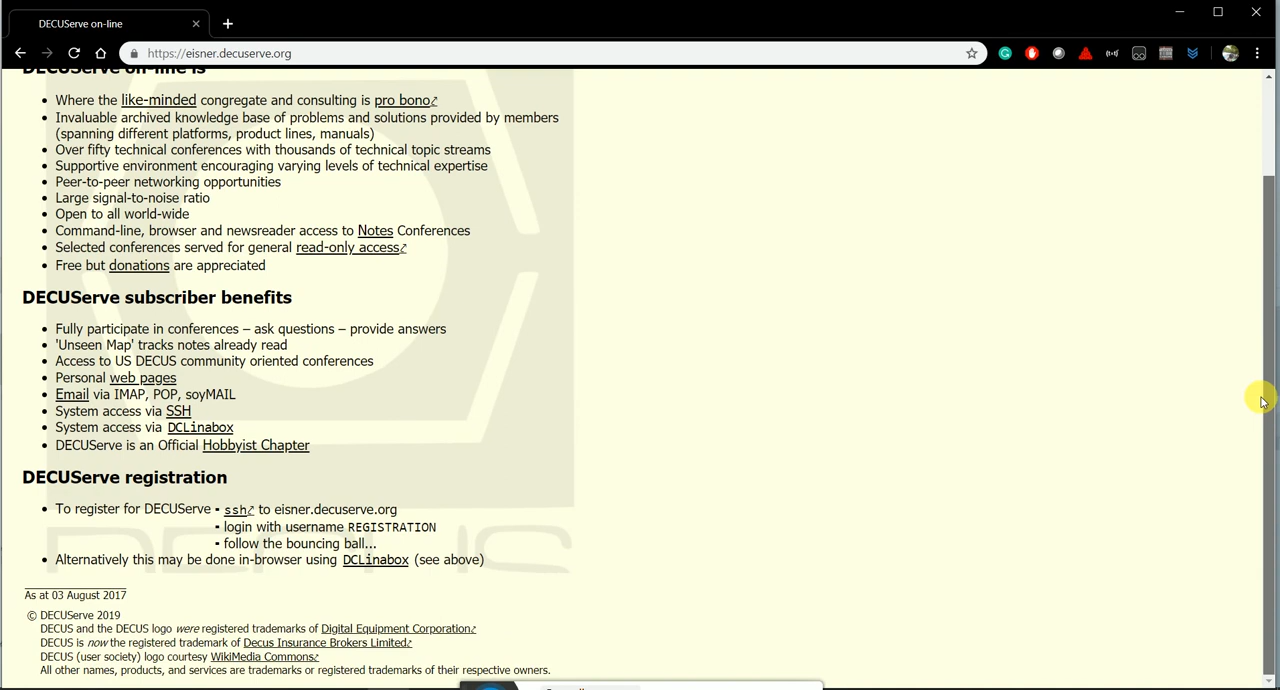 DECUServe on-line
https://eisner.decuserve.org
DECUServe on-line is
Where the like-minded congregate and consulting is pro bono
Invaluable archived knowledge base of problems and solutions provided by members
(spanning different platforms, product lines, manuals)
Over fifty technical conferences with thousands of technical topic streams
Supportive environment encouraging varying levels of technical expertise
Peer-to-peer networking opportunities
Large signal-to-noise ratio
Open to all world-wide
Command-line, browser and newsreader access to Notes Conferences
Selected conferences served for general read-only access
Free but donations are appreciated
DECUServe subscriber benefits
Fully participate in conferences – ask questions – provide answers
'Unseen Map' tracks notes already read
Access to US DECUS community oriented conferences
Personal web pages
Email via IMAP, POP, soyMAIL
System access via SSH
System access via DCLinabox
DECUServe is an Official Hobbyist Chapter
DECUServe registration
To register for DECUServe ▪ ssh to eisner.decuserve.org
▪ login with username REGISTRATION
▪ follow the bouncing ball...
Alternatively this may be done in-browser using DCLinabox (see above)
DECUS
As at 03 August 2017
© DECUServe 2019
DECUS and the DECUS logo were registered trademarks of Digital Equipment Corporation
DECUS is now the registered trademark of Decus Insurance Brokers Limited
DECUS (user society) logo courtesy WikiMedia Commons
All other names, products, and services are trademarks or registered trademarks of their respective owners.